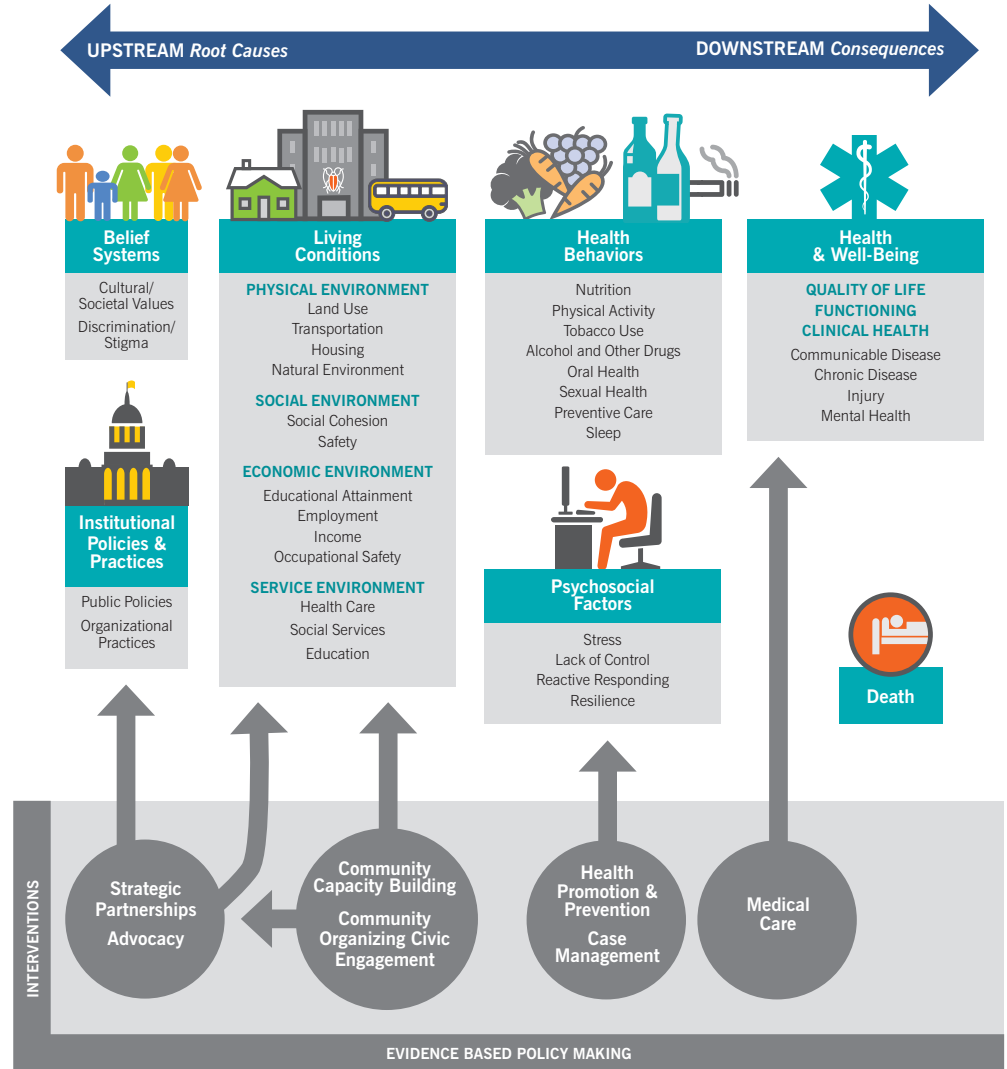 UPSTREAM Root Causes
DOWNSTREAM Consequences
Belief
Systems
Cultural/
Societal Values
Discrimination/
Stigma
Institutional
Policies &
Practices
Public Policies
Organizational
Practices
Living
Conditions
PHYSICAL ENVIRONMENT
Land Use
Transportation
Housing
Natural Environment
SOCIAL ENVIRONMENT
Social Cohesion
Safety
ECONOMIC ENVIRONMENT
Educational Attainment
Employment
Income
Occupational Safety
SERVICE ENVIRONMENT
Health Care
Social Services
Education
Health
Behaviors
Nutrition
Physical Activity
Tobacco Use
Alcohol and Other Drugs
Oral Health
Sexual Health
Preventive Care
Sleep
Psychosocial
Factors
Stress
Lack of Control
Reactive Responding
Resilience
Health
& Well-Being
QUALITY OF LIFE
FUNCTIONING
CLINICAL HEALTH
Communicable Disease
Chronic Disease
Injury
Mental Health
Death
INTERVENTIONS
Strategic
Partnerships
Advocacy
Community
Capacity Building
Community
Organizing Civic
Engagement
Health
Promotion &
Prevention
Case
Management
Medical
Care
EVIDENCE BASED POLICY MAKING